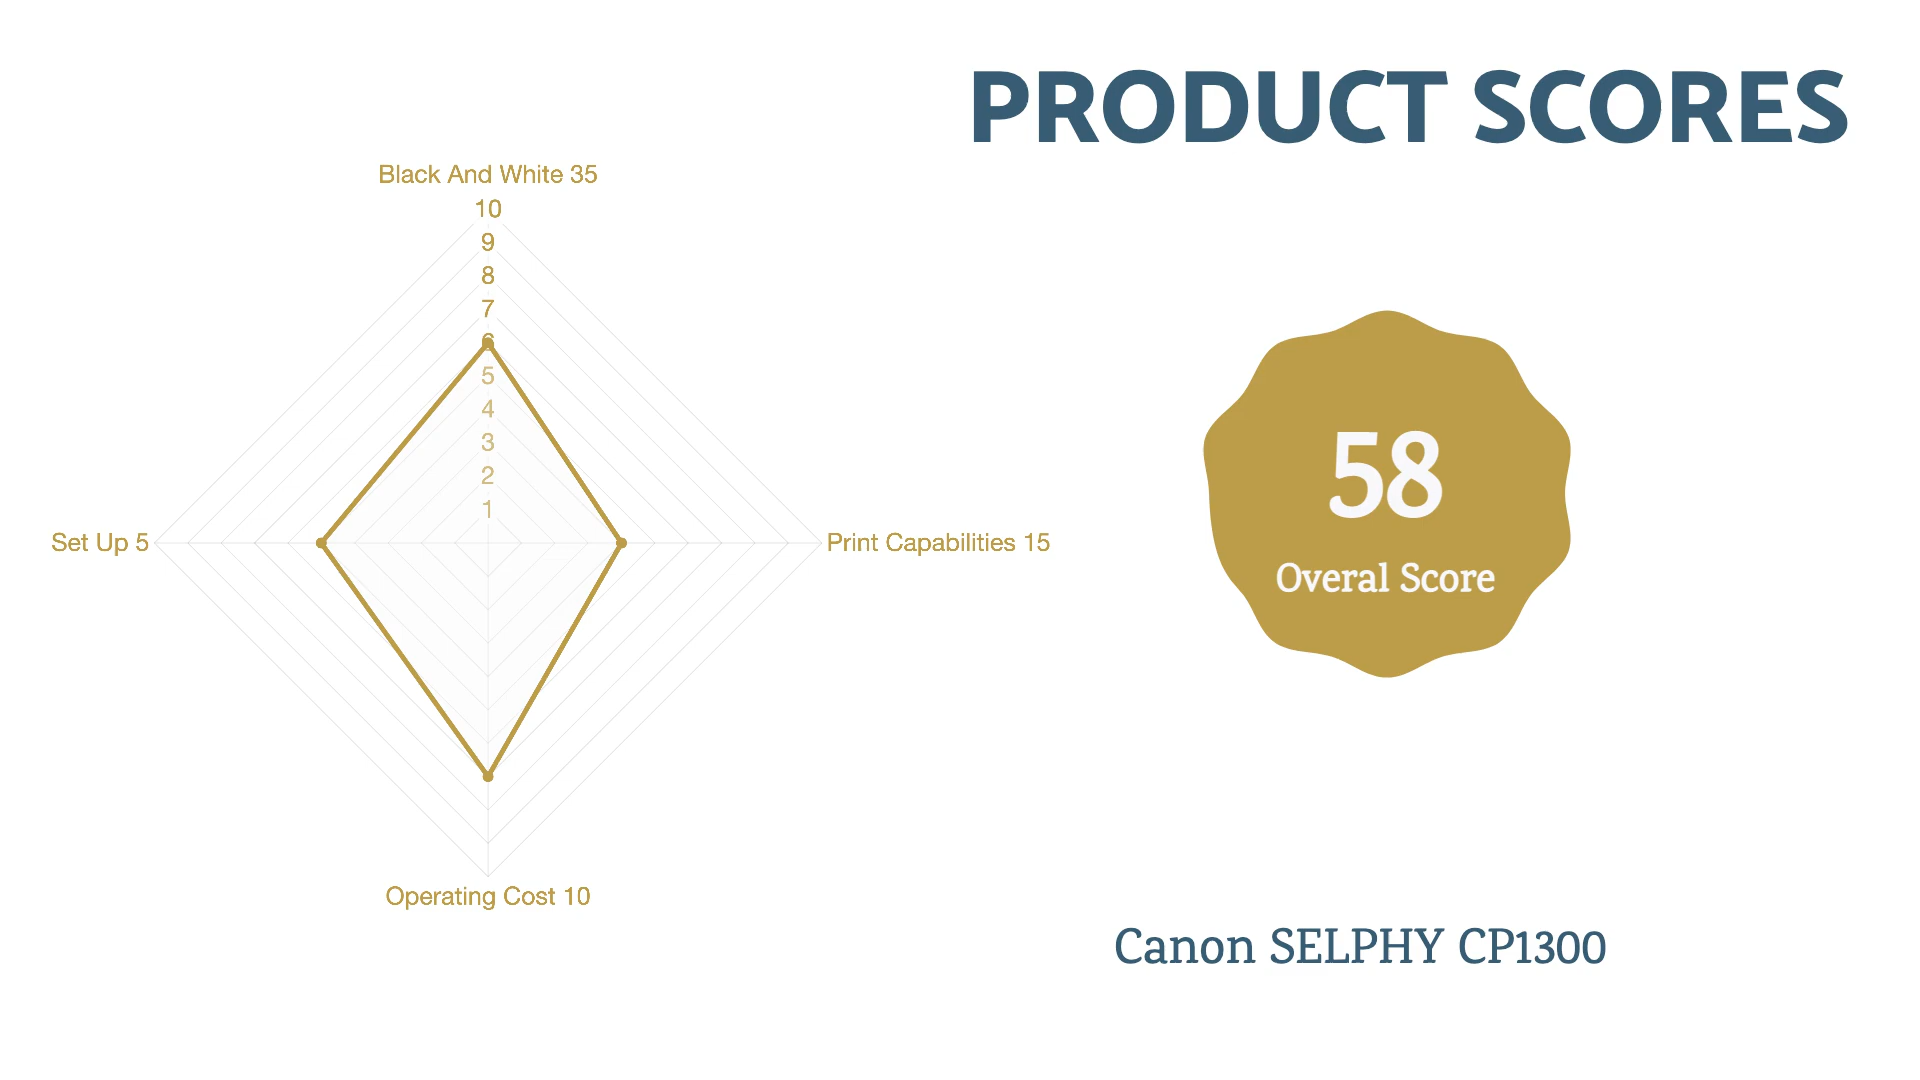 PRODUCT SCORES
Black And White 35
10
9
8
7
6
5
4
3
2
1
Set Up 5
Print Capabilities 15
Operating Cost 10
58
Overal Score
Canon SELPHY CP1300